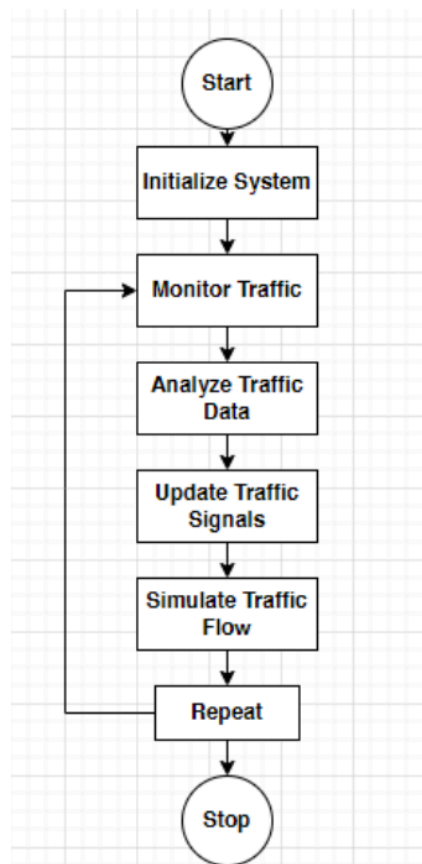 Start
Initialize System
Monitor Traffic
Analyze Traffic
Data
Update Traffic
Signals
Simulate Traffic
Flow
Repeat
Stop